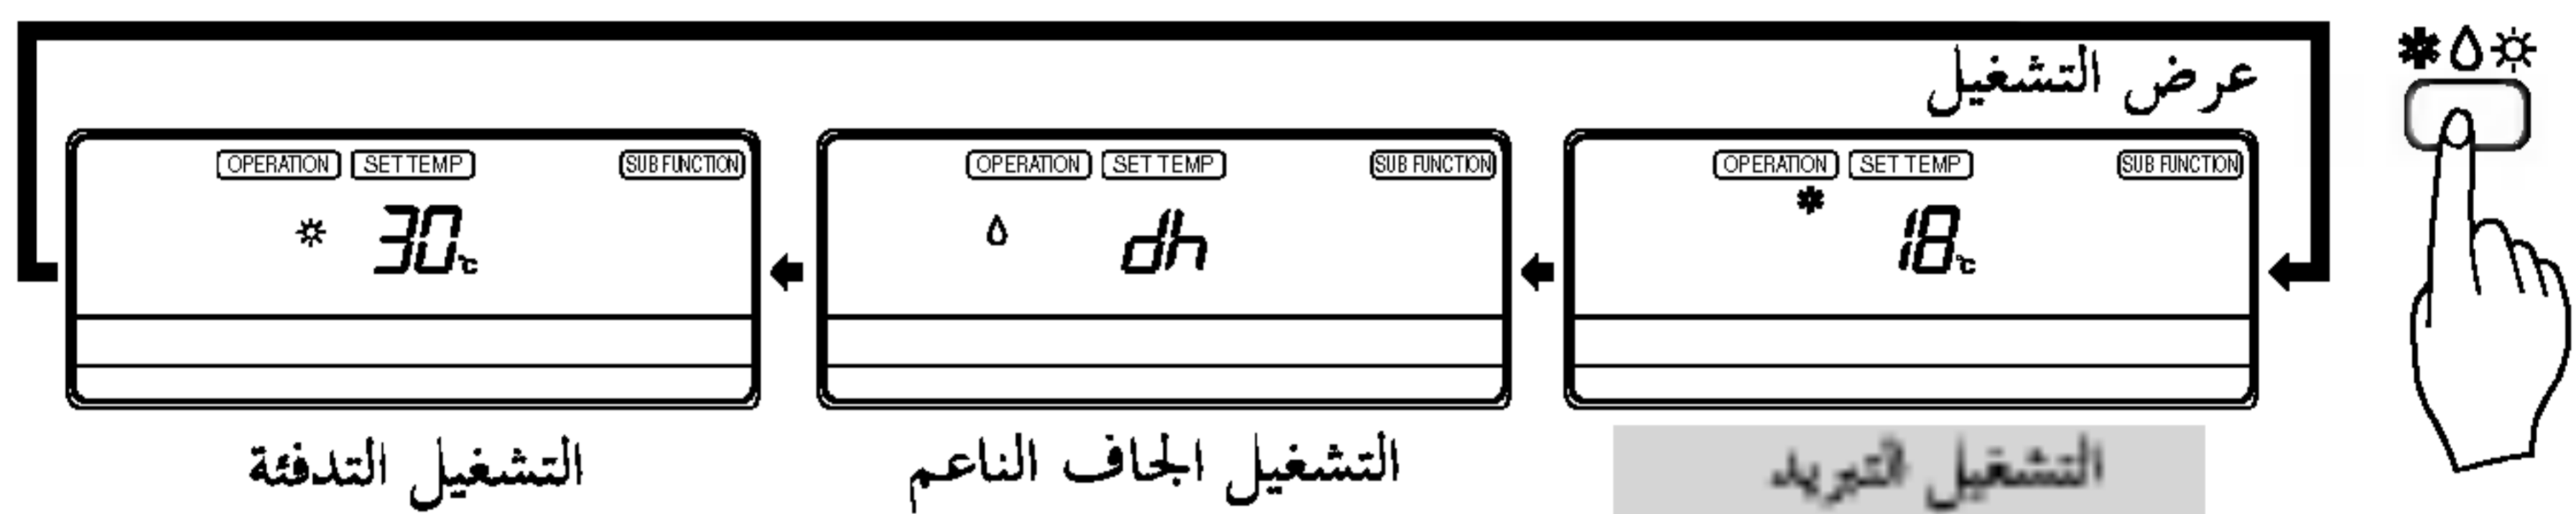 عرض التشغيل
OPERATION SET TEMP SUB FUNCTION
18°c
التشغيل التبريد
OPERATION SET TEMP SUB FUNCTION
dh
التشغيل الجاف الناعم
OPERATION SET TEMP SUB FUNCTION
30°c
التشغيل التدفئة